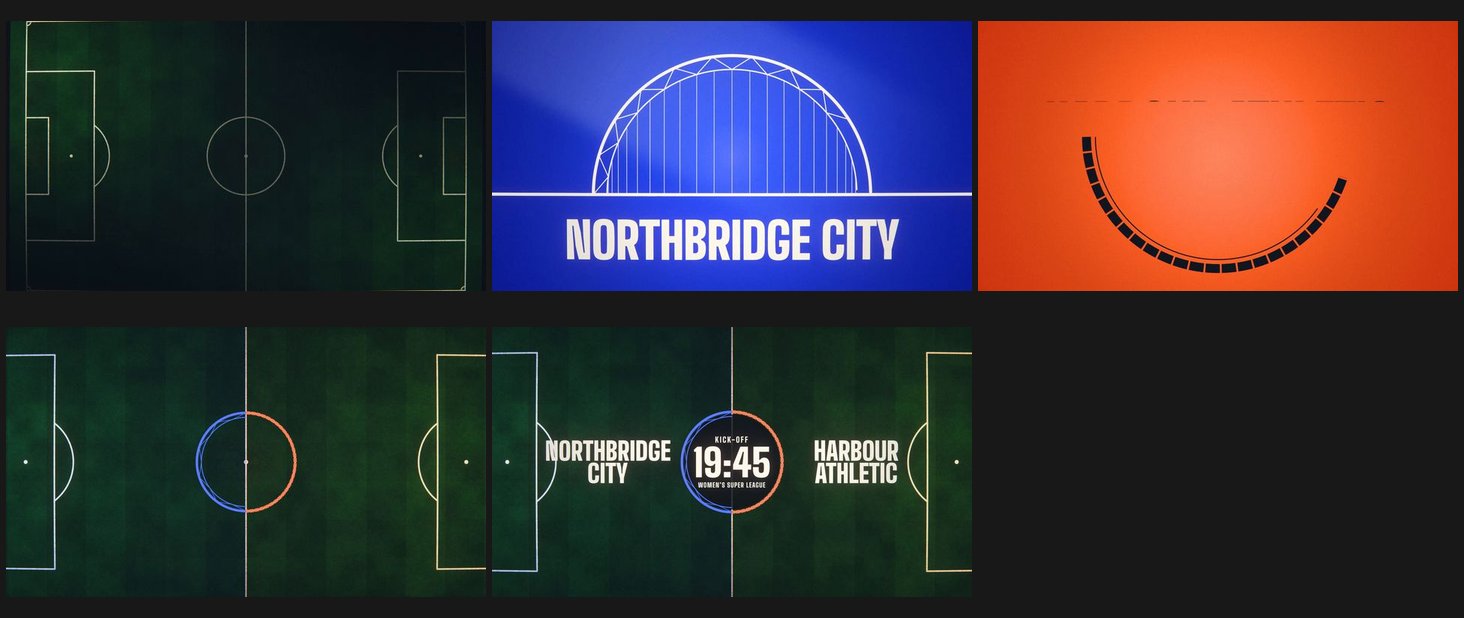 NORTHBRIDGE CITY
NORTHBRIDGE
CITY
KICK-OFF
19:45
WOMEN'S SUPER LEAGUE
HARBOUR
ATHLETIC